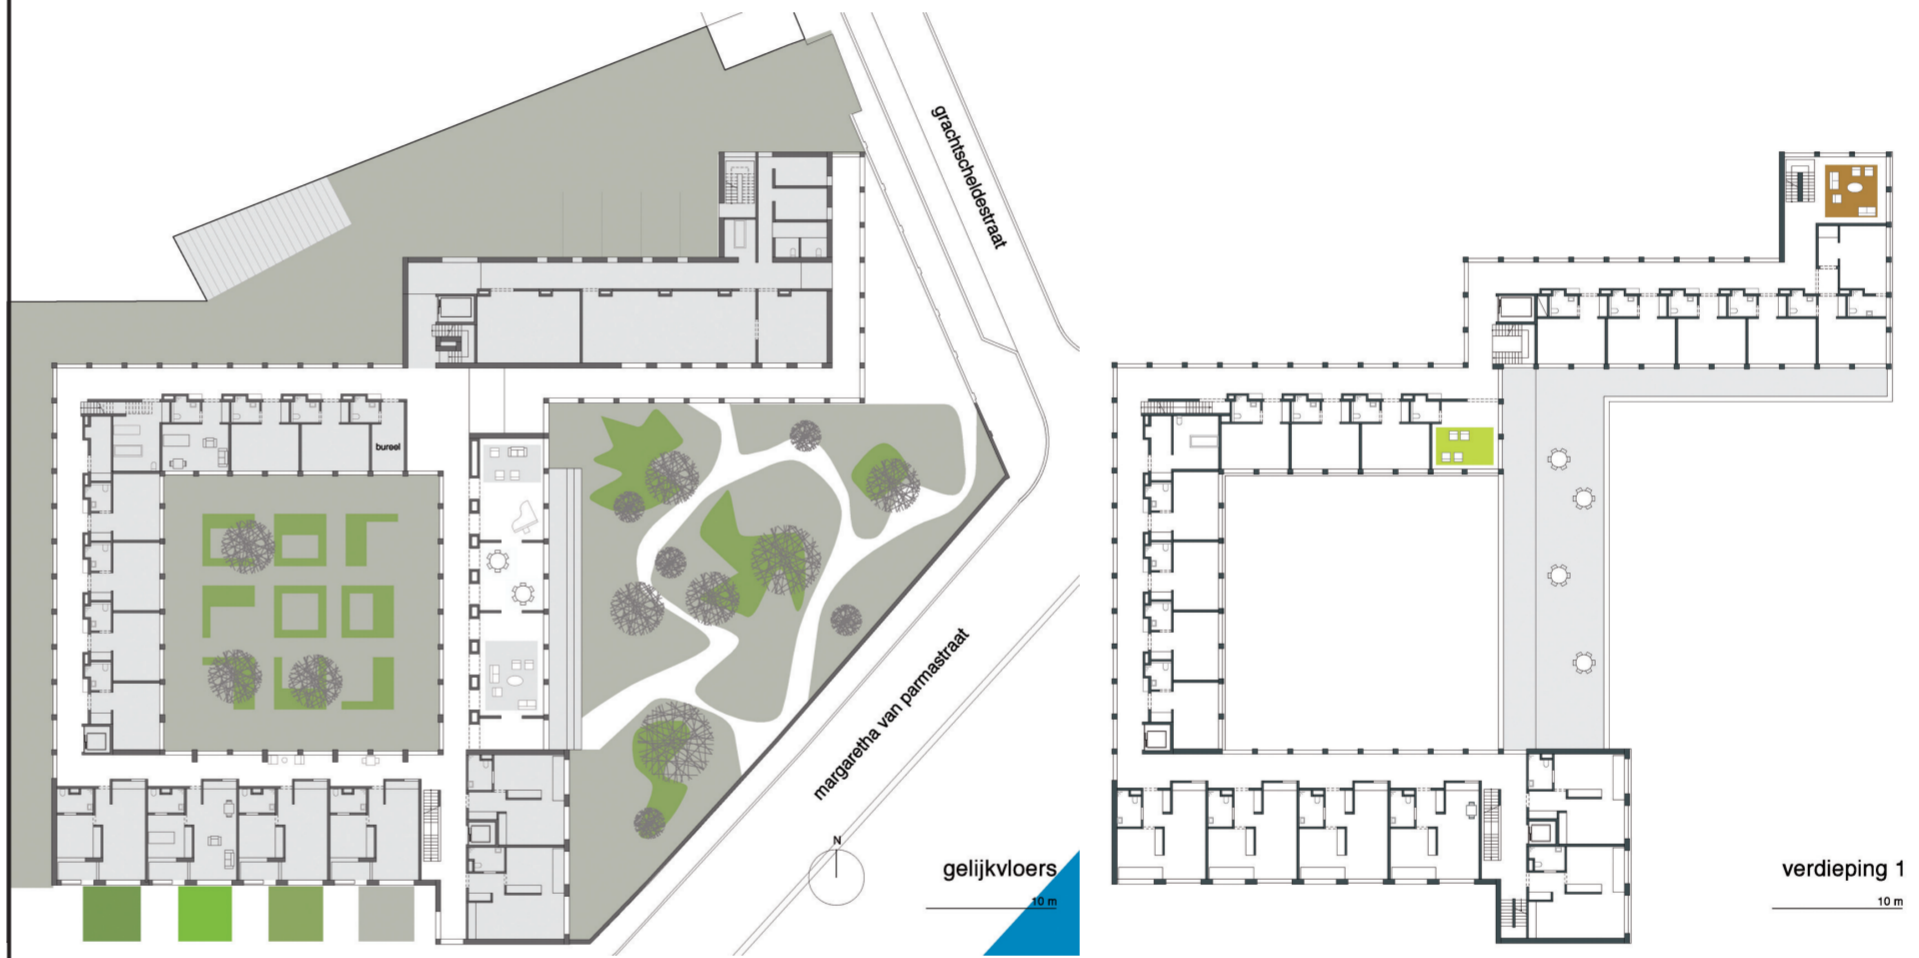 grachtscheldestraat
bureel
margaretha van parmastraat
N
gelijkvloers
10 m
verdieping 1
10 m